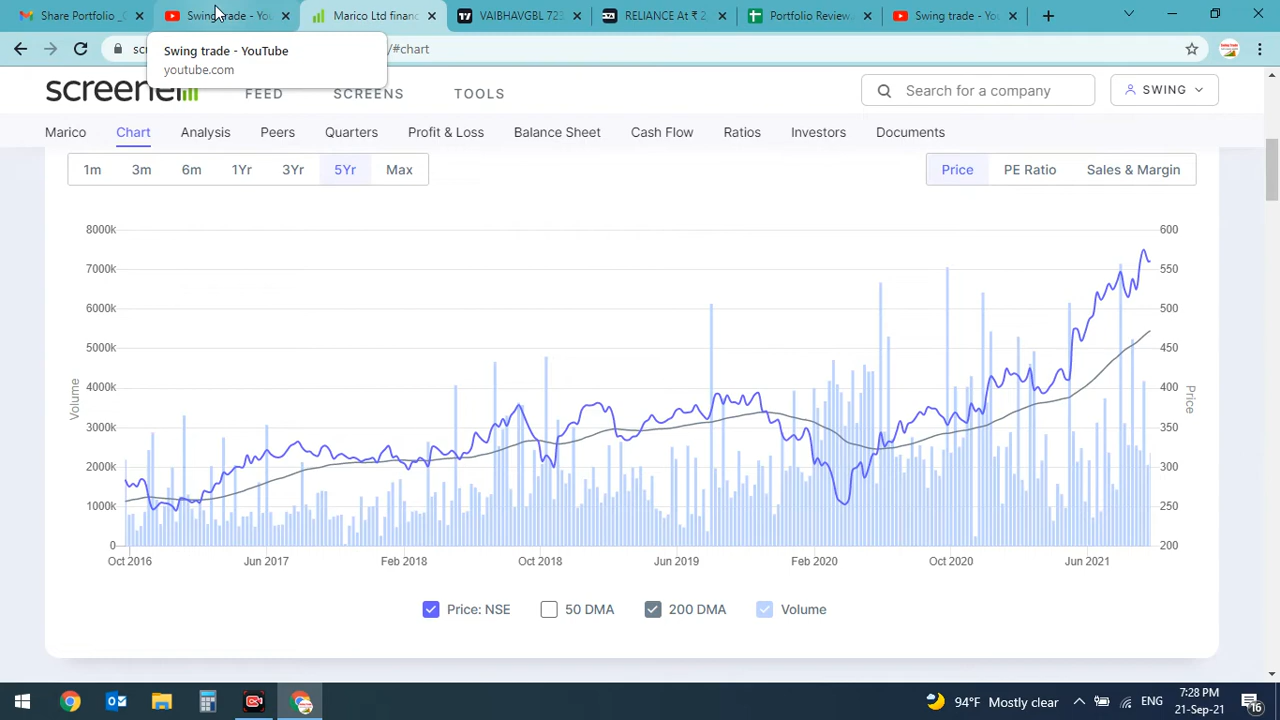 Share Portfolio _C
Swing trade - You
Marico Ltd financ
VAIBHAVGBL 723
RELIANCE At ₹ 2
Portfolio Review
Swing trade - You
/#chart
Swing trade - YouTube
youtube.com
screener
FEED
SCREENS
TOOLS
Search for a company
SWING
Marico
Chart
Analysis
Peers
Quarters
Profit & Loss
Balance Sheet
Cash Flow
Ratios
Investors
Documents
1m
3m
6m
1Yr
3Yr
5Yr
Max
Price
PE Ratio
Sales & Margin
8000k
7000k
6000k
5000k
4000k
3000k
2000k
1000k
0
Volume
600
550
500
450
400
350
300
250
200
Price
Oct 2016
Jun 2017
Feb 2018
Oct 2018
Jun 2019
Feb 2020
Oct 2020
Jun 2021
Price: NSE
50 DMA
200 DMA
Volume
94°F Mostly clear
ENG
7:28 PM
21-Sep-21
16